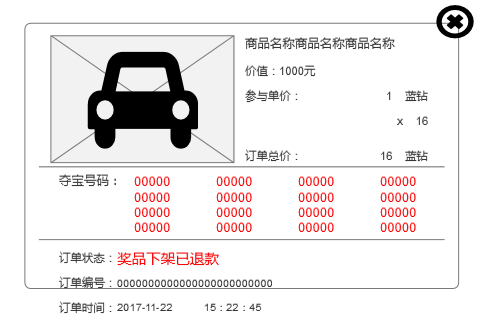 商品名称商品名称商品名称
价值：1000元
参与单价： 1 蓝钻
x 16
订单总价： 16 蓝钻
夺宝号码： 00000 00000 00000 00000
00000 00000 00000 00000
00000 00000 00000 00000
00000 00000 00000 00000
订单状态：奖品下架已退款
订单编号：0000000000000000000000000
订单时间：2017-11-22 15：22：45